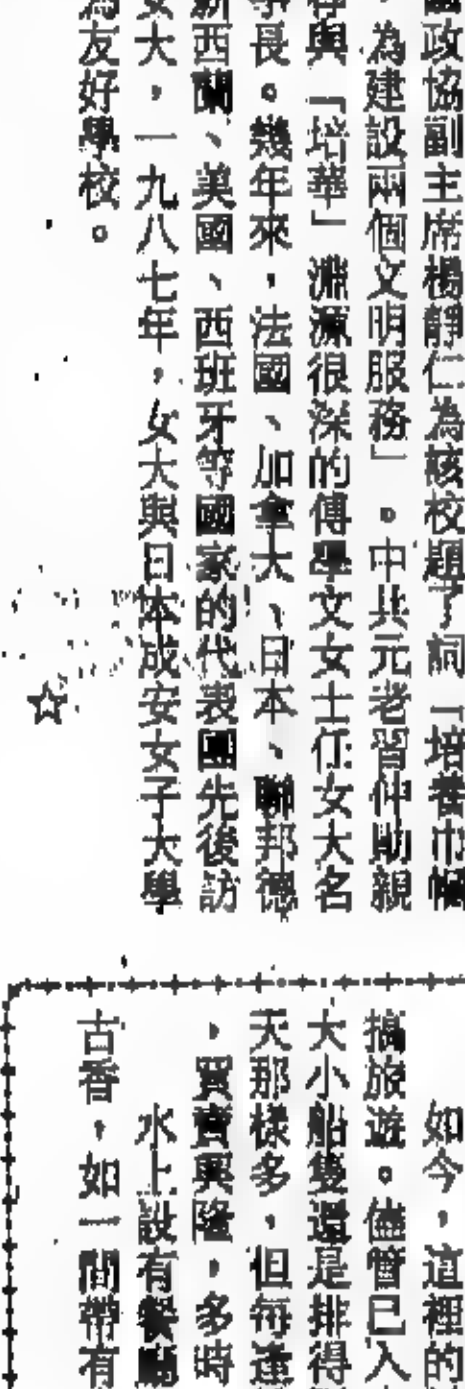 政協副主席楊靜仁為該校題了詞「培養巾幗
,為建設兩個文明服務」。中共元老習仲勛親
與「培華」淵源很深的傅學文女士任女大名
長。幾年來,法國、加拿大、日本、聯邦德
西蘭、美國、西班牙等國家的代表團先後訪
女大,一九八七年,女大與日本成安女子大學
為友好學校。
☆
如今,這裡的
搞旅遊。儘管已入
大小船隻還是排得
天那樣多,但每逢
,買賣興隆,多時
水上設有餐廳
古香,如一間帶有